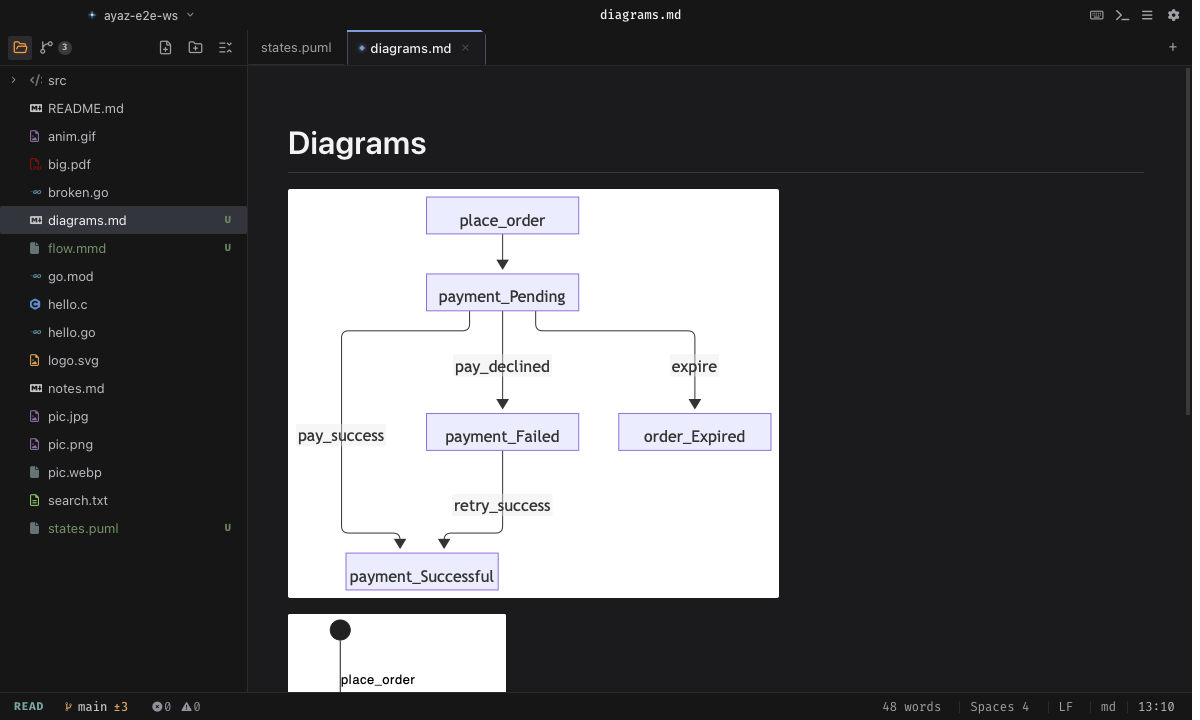 ayaz-e2e-ws
diagrams.md
3
states.puml
diagrams.md
src
README.md
anim.gif
big.pdf
broken.go
diagrams.md U
flow.mmd U
go.mod
hello.c
hello.go
logo.svg
notes.md
pic.jpg
pic.png
pic.webp
search.txt
states.puml U
Diagrams
place_order
payment_Pending
pay_declined
expire
pay_success
payment_Failed
order_Expired
retry_success
payment_Successful
place_order
READ main ±3 0 0 48 words Spaces 4 LF md 13:10